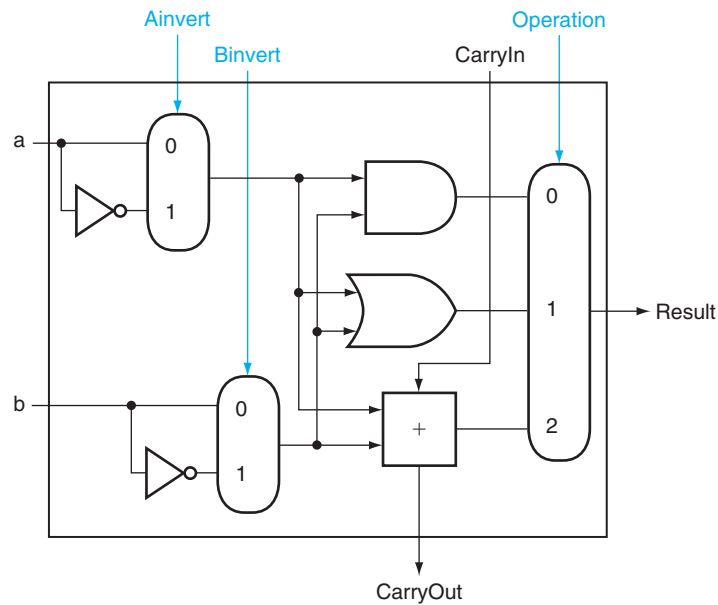 Ainvert
Operation
Binvert
CarryIn
a
0
1
0
1
Result
b
0
1
+
2
CarryOut